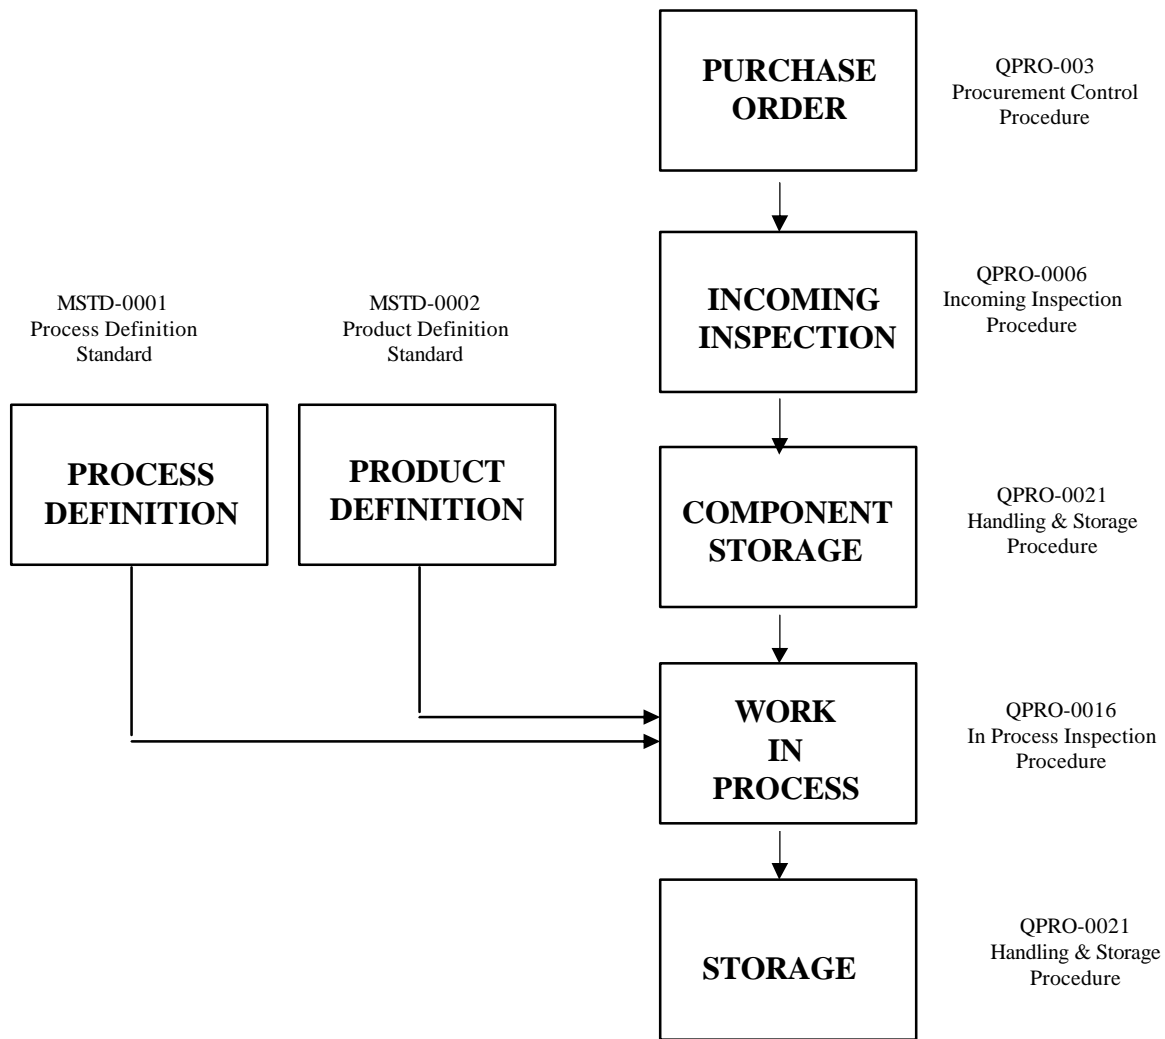 PURCHASE
ORDER
QPRO-003
Procurement Control
Procedure
INCOMING
INSPECTION
QPRO-0006
Incoming Inspection
Procedure
MSTD-0001
Process Definition
Standard
MSTD-0002
Product Definition
Standard
PROCESS
DEFINITION
PRODUCT
DEFINITION
COMPONENT
STORAGE
QPRO-0021
Handling & Storage
Procedure
WORK
IN
PROCESS
QPRO-0016
In Process Inspection
Procedure
STORAGE
QPRO-0021
Handling & Storage
Procedure